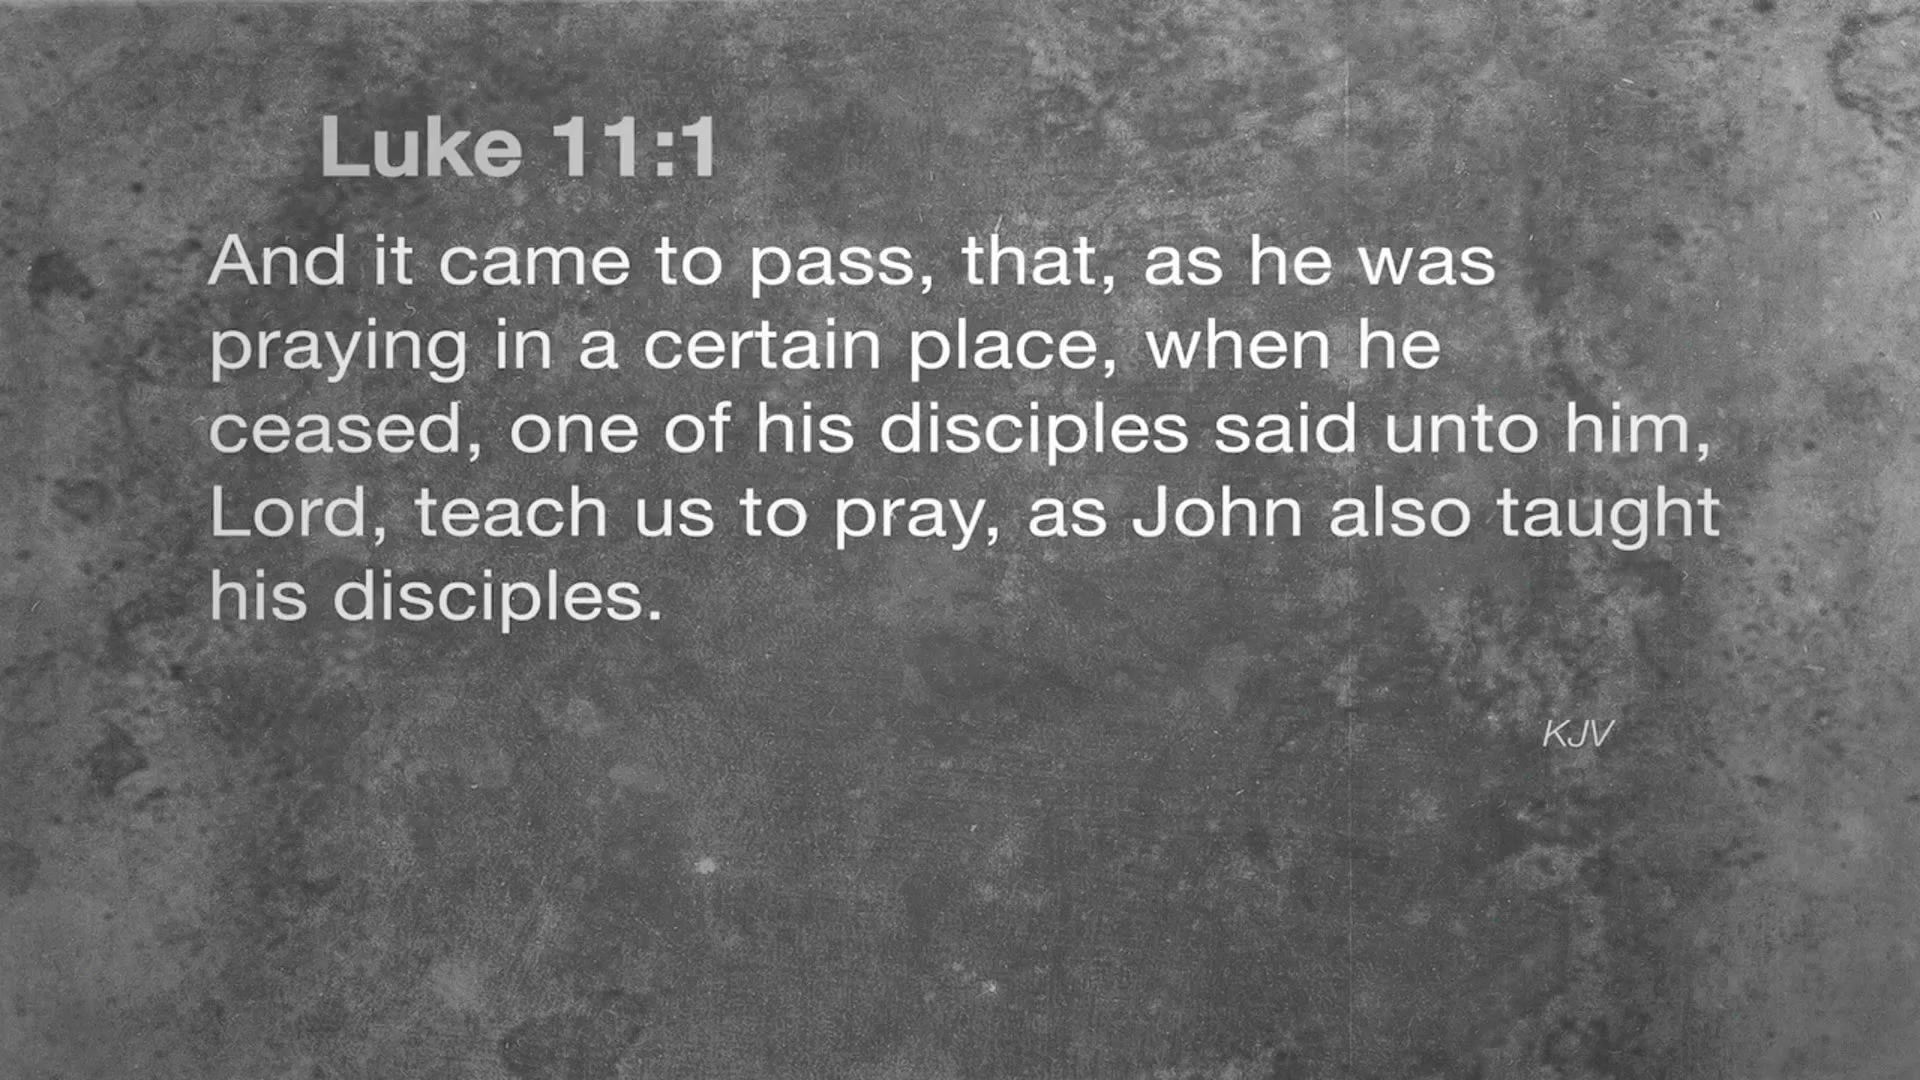 Luke 11:1
And it came to pass, that, as he was
praying in a certain place, when he
ceased, one of his disciples said unto him,
Lord, teach us to pray, as John also taught
his disciples.
KJV